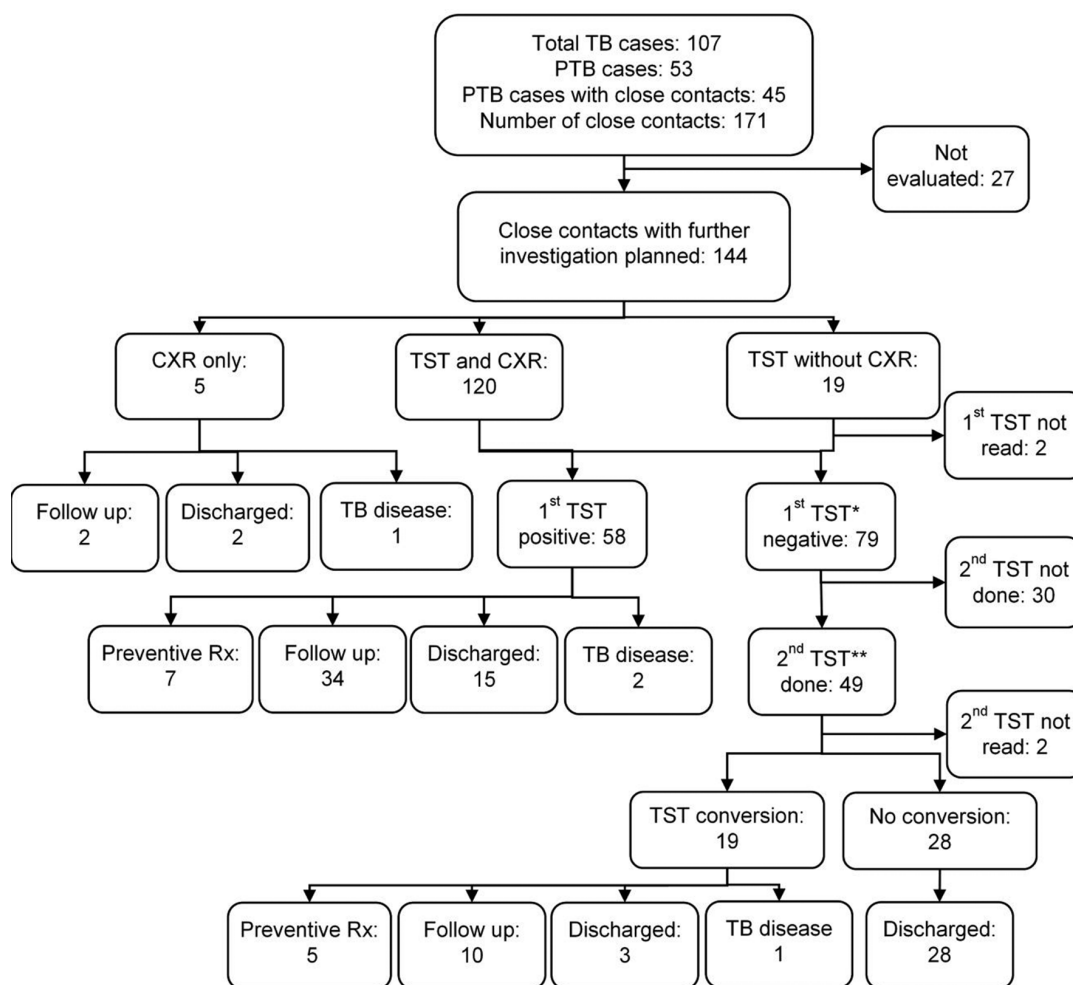 Total TB cases: 107
PTB cases: 53
PTB cases with close contacts: 45
Number of close contacts: 171
Not
evaluated: 27
Close contacts with further
investigation planned: 144
CXR only:
5
TST and CXR:
120
TST without CXR:
19
1st TST not
read: 2
Follow up:
2
Discharged:
2
TB disease:
1
1st TST
positive: 58
1st TST*
negative: 79
2nd TST not
done: 30
Preventive Rx:
7
Follow up:
34
Discharged:
15
TB disease:
2
2nd TST**
done: 49
2nd TST not
read: 2
TST conversion:
19
No conversion:
28
Preventive Rx:
5
Follow up:
10
Discharged:
3
TB disease
1
Discharged:
28